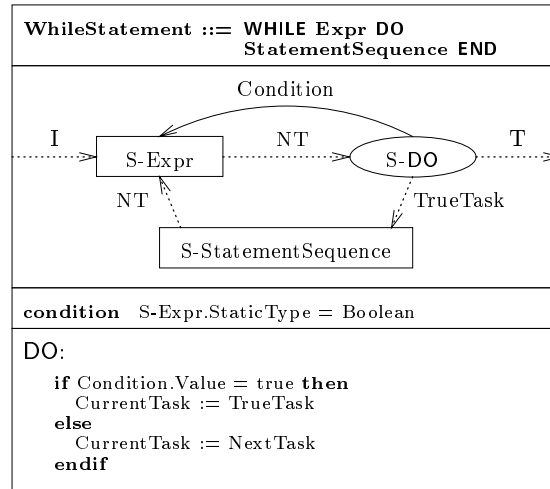 WhileStatement ::= WHILE Expr DO
StatementSequence END
Condition
I
S-Expr
NT
S-DO
T
NT
TrueTask
S-StatementSequence
condition S-Expr.StaticType = Boolean
DO:
if Condition.Value = true then
CurrentTask := TrueTask
else
CurrentTask := NextTask
endif